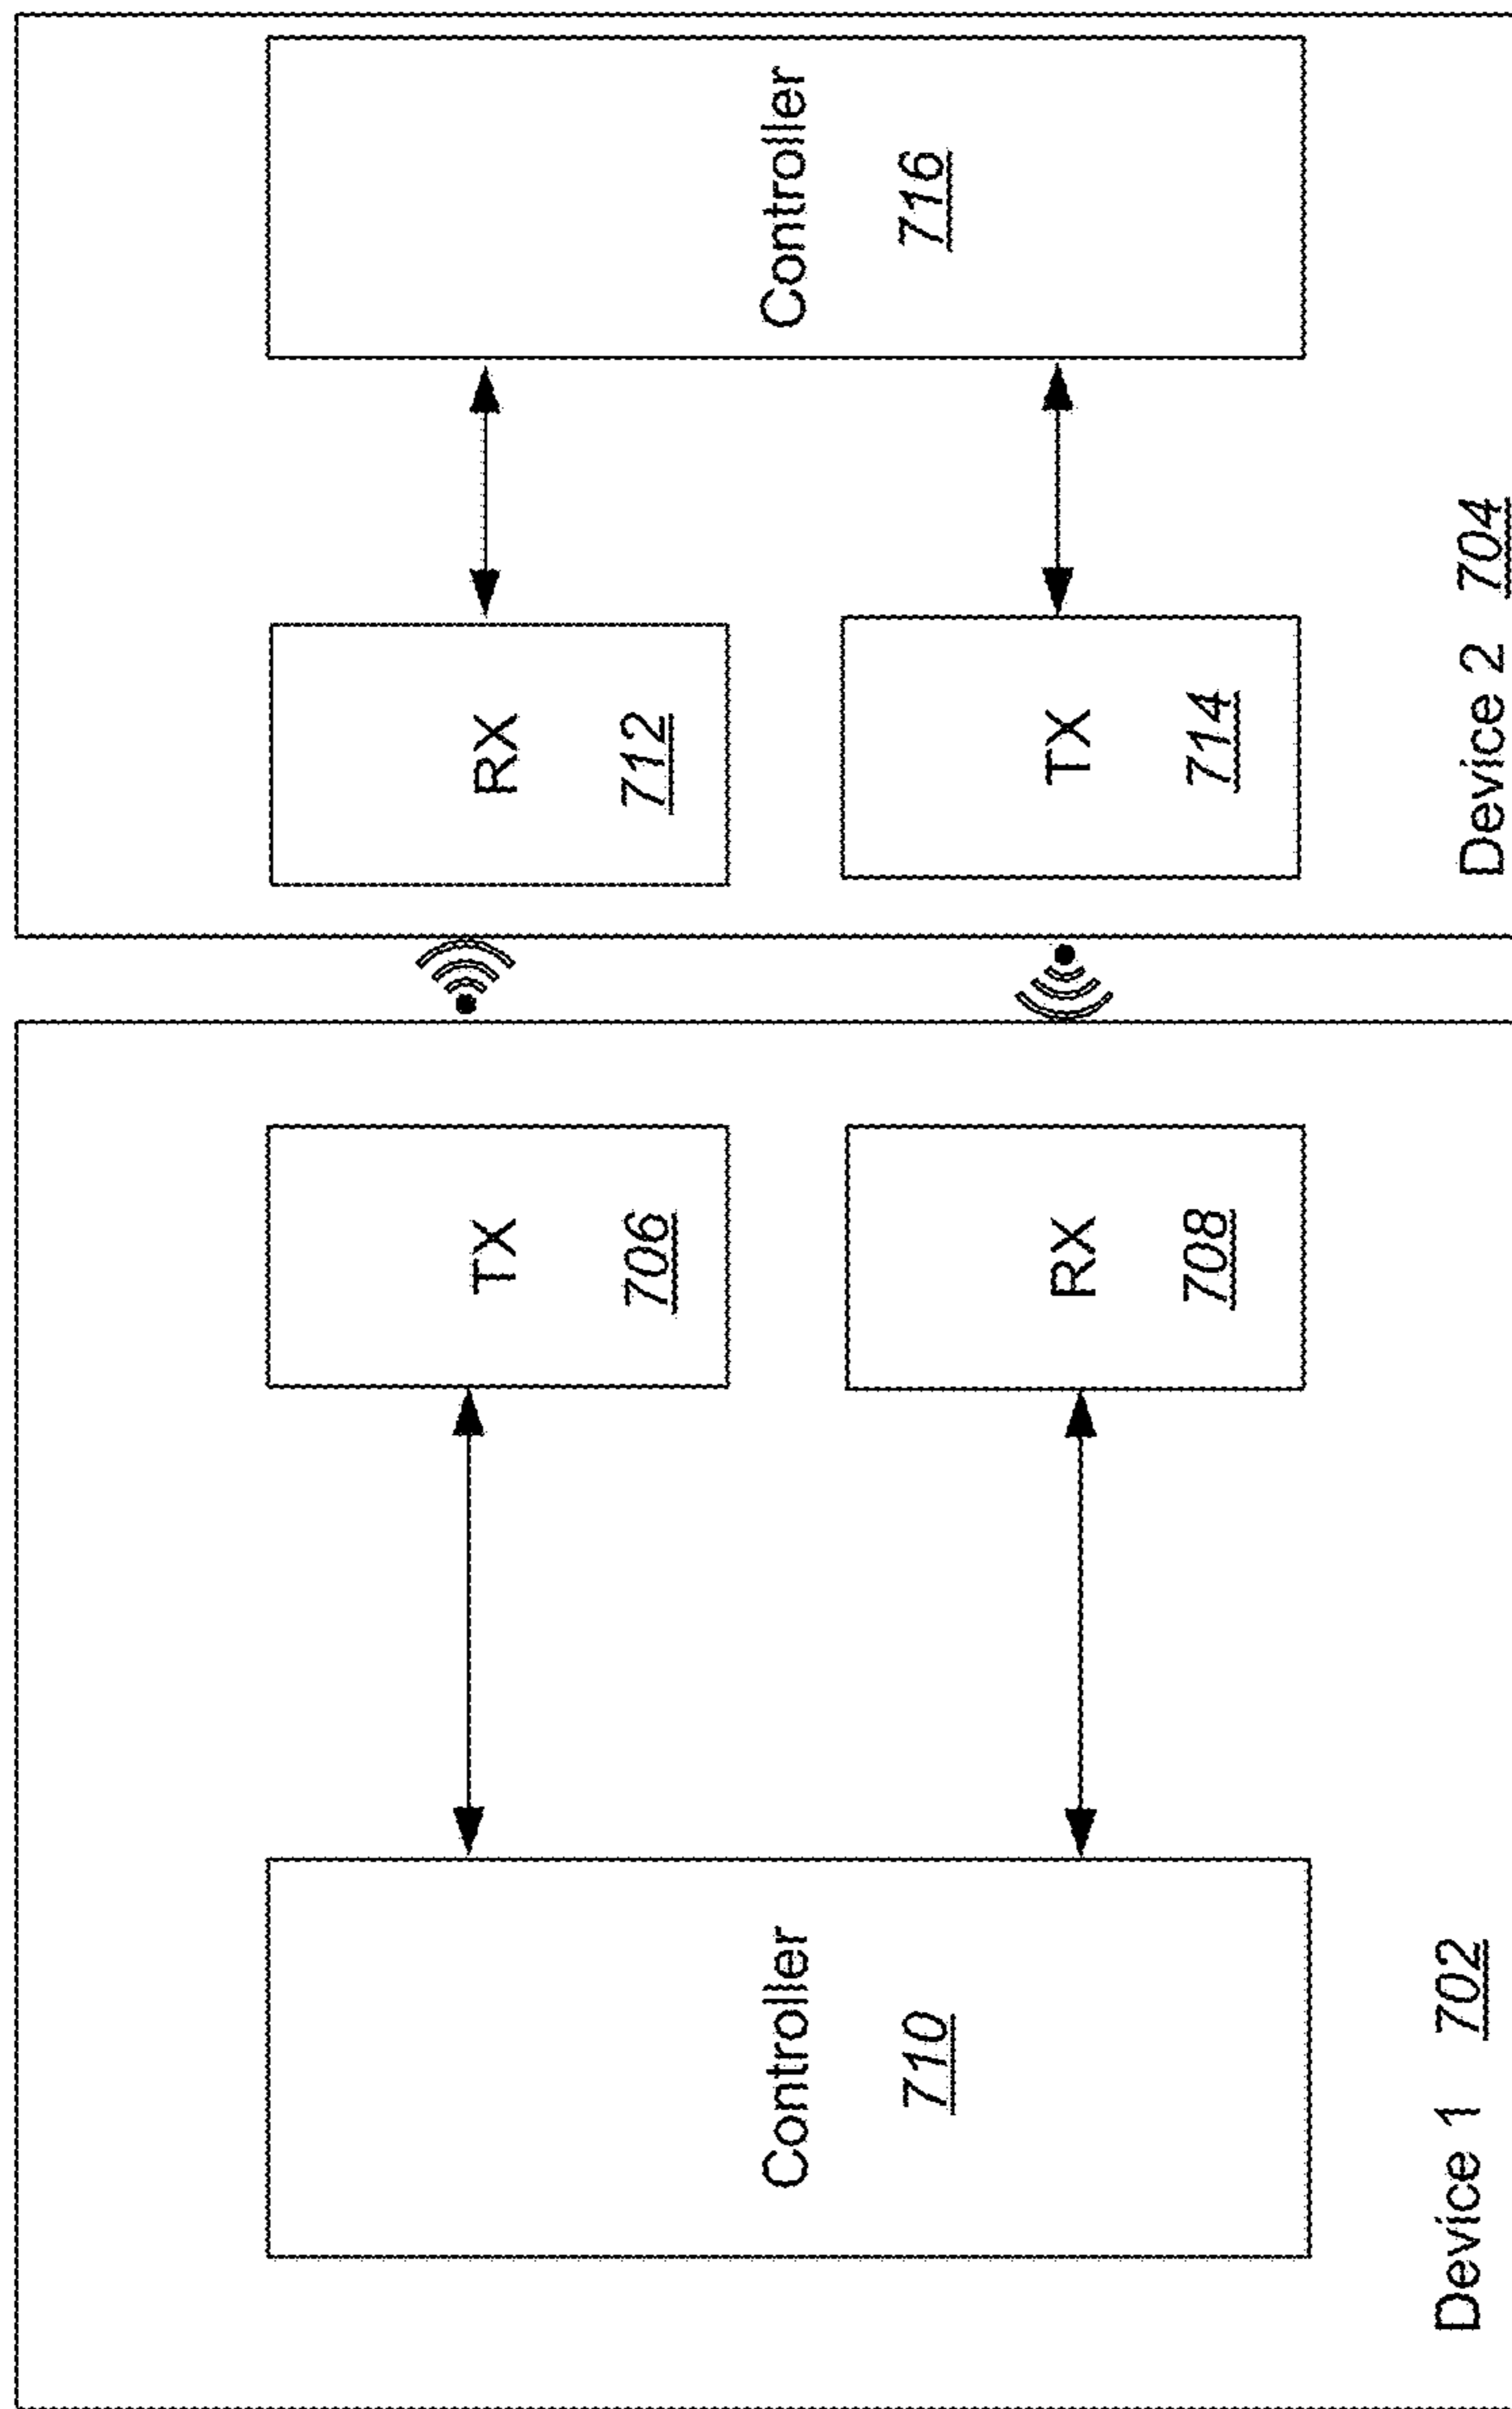 Controller
710
TX
706
RX
708
Device 1 702
RX
712
TX
714
Controller
716
Device 2 704